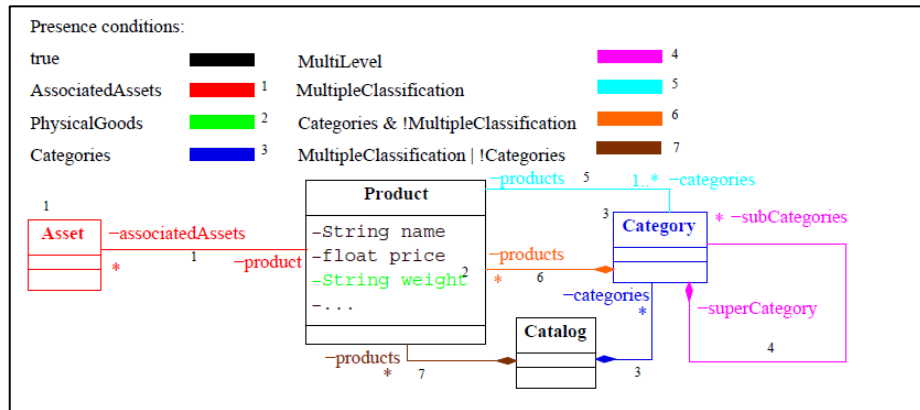 Presence conditions:
true
MultiLevel 4
AssociatedAssets 1
MultipleClassification 5
PhysicalGoods 2
Categories & !MultipleClassification 6
Categories 3
MultipleClassification | !Categories 7
−products 5 1..* −categories
Product
1
3
* −subCategories
Asset
−associatedAssets
Category
−String name
* 1 −product
−float price
−products
−String weight 2
* 6
−...
−categories
*
−superCategory
Catalog
4
−products
* 7
3